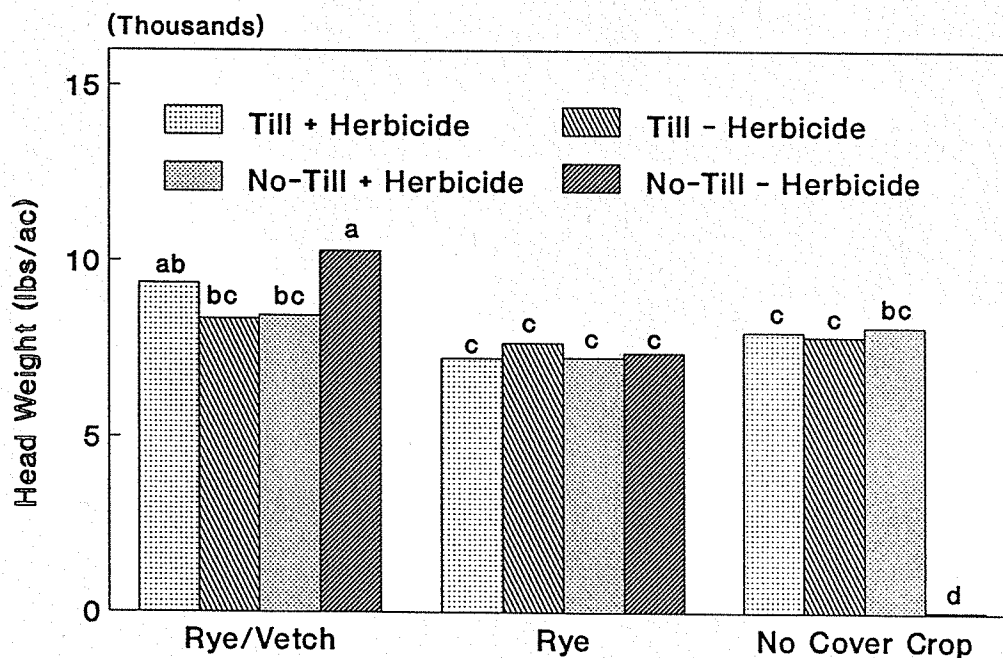 (Thousands)
15
Till + Herbicide
Till - Herbicide
No-Till + Herbicide
No-Till - Herbicide
10
5
0
Head Weight (lbs/ac)
ab
bc
bc
a
c
c
c
c
c
c
bc
d
Rye/Vetch
Rye
No Cover Crop